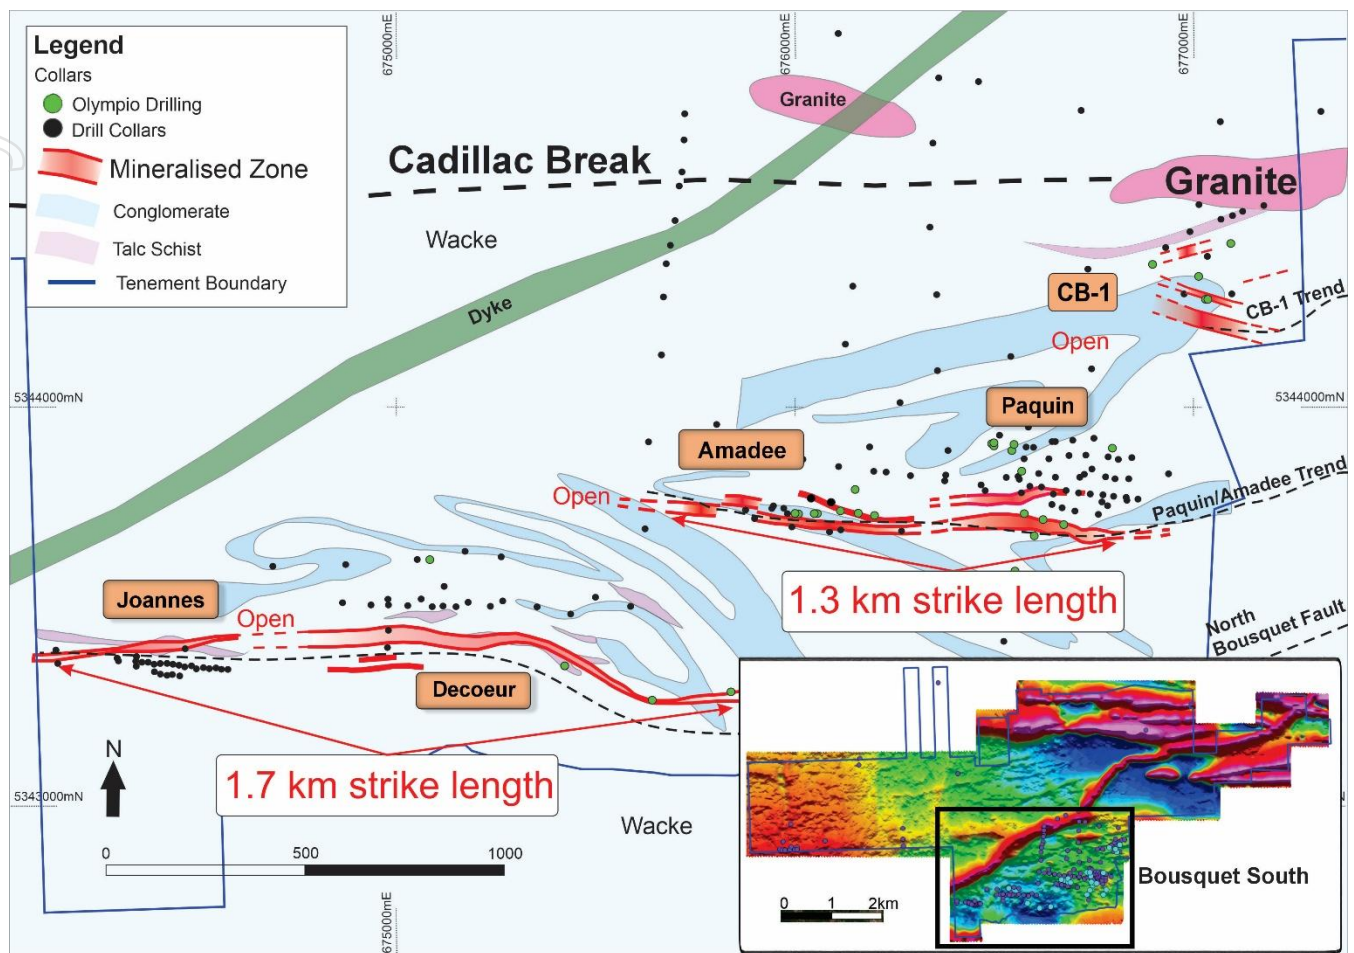 Legend
Collars
Olympio Drilling
Drill Collars
Mineralised Zone
Conglomerate
Talc Schist
Tenement Boundary
675000mE
676000mE
677000mE
Granite
Cadillac Break
Granite
Wacke
CB-1
CB-1 Trend
Dyke
Open
5344000mN
5344000mN
Paquin
Amadee
Open
Paquin/Amadee Trend
1.3 km strike length
Joannes
Open
North
Bousquet Fault
Decoeur
N
1.7 km strike length
5343000mN
Wacke
0
500
1000
675000mE
Bousquet South
0
1
2km